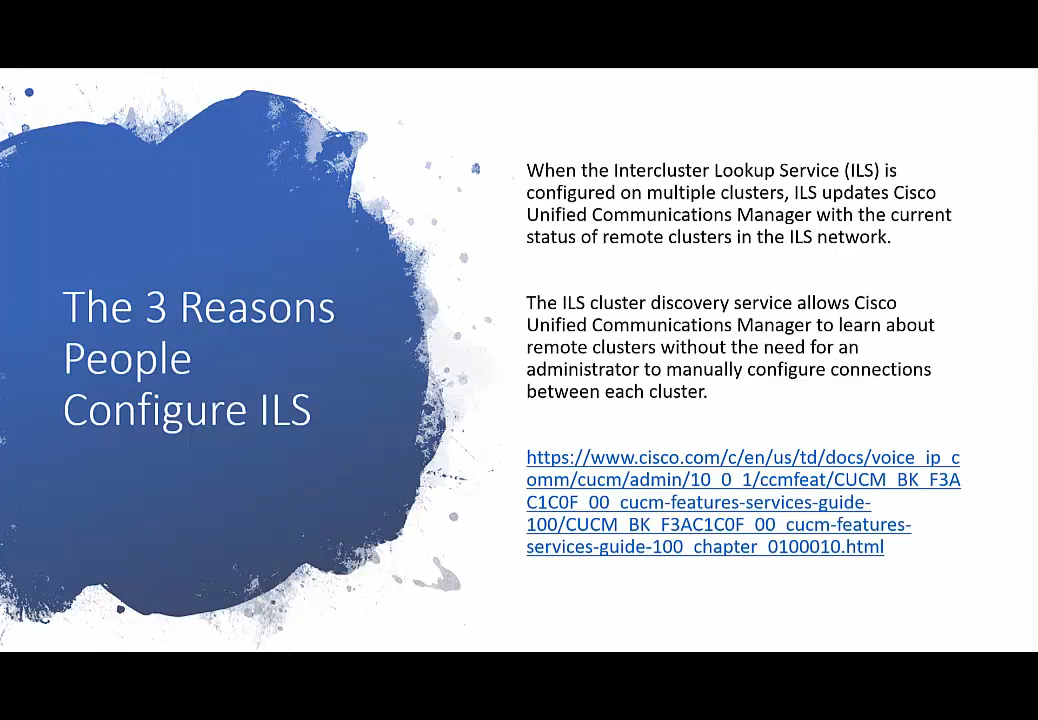 The 3 Reasons
People
Configure ILS
When the Intercluster Lookup Service (ILS) is
configured on multiple clusters, ILS updates Cisco
Unified Communications Manager with the current
status of remote clusters in the ILS network.
The ILS cluster discovery service allows Cisco
Unified Communications Manager to learn about
remote clusters without the need for an
administrator to manually configure connections
between each cluster.
https://www.cisco.com/c/en/us/td/docs/voice_ip_c
omm/cucm/admin/10_0_1/ccmfeat/CUCM_BK_F3A
C1C0F_00_cucm-features-services-guide-
100/CUCM_BK_F3AC1C0F_00_cucm-features-
services-guide-100_chapter_0100010.html